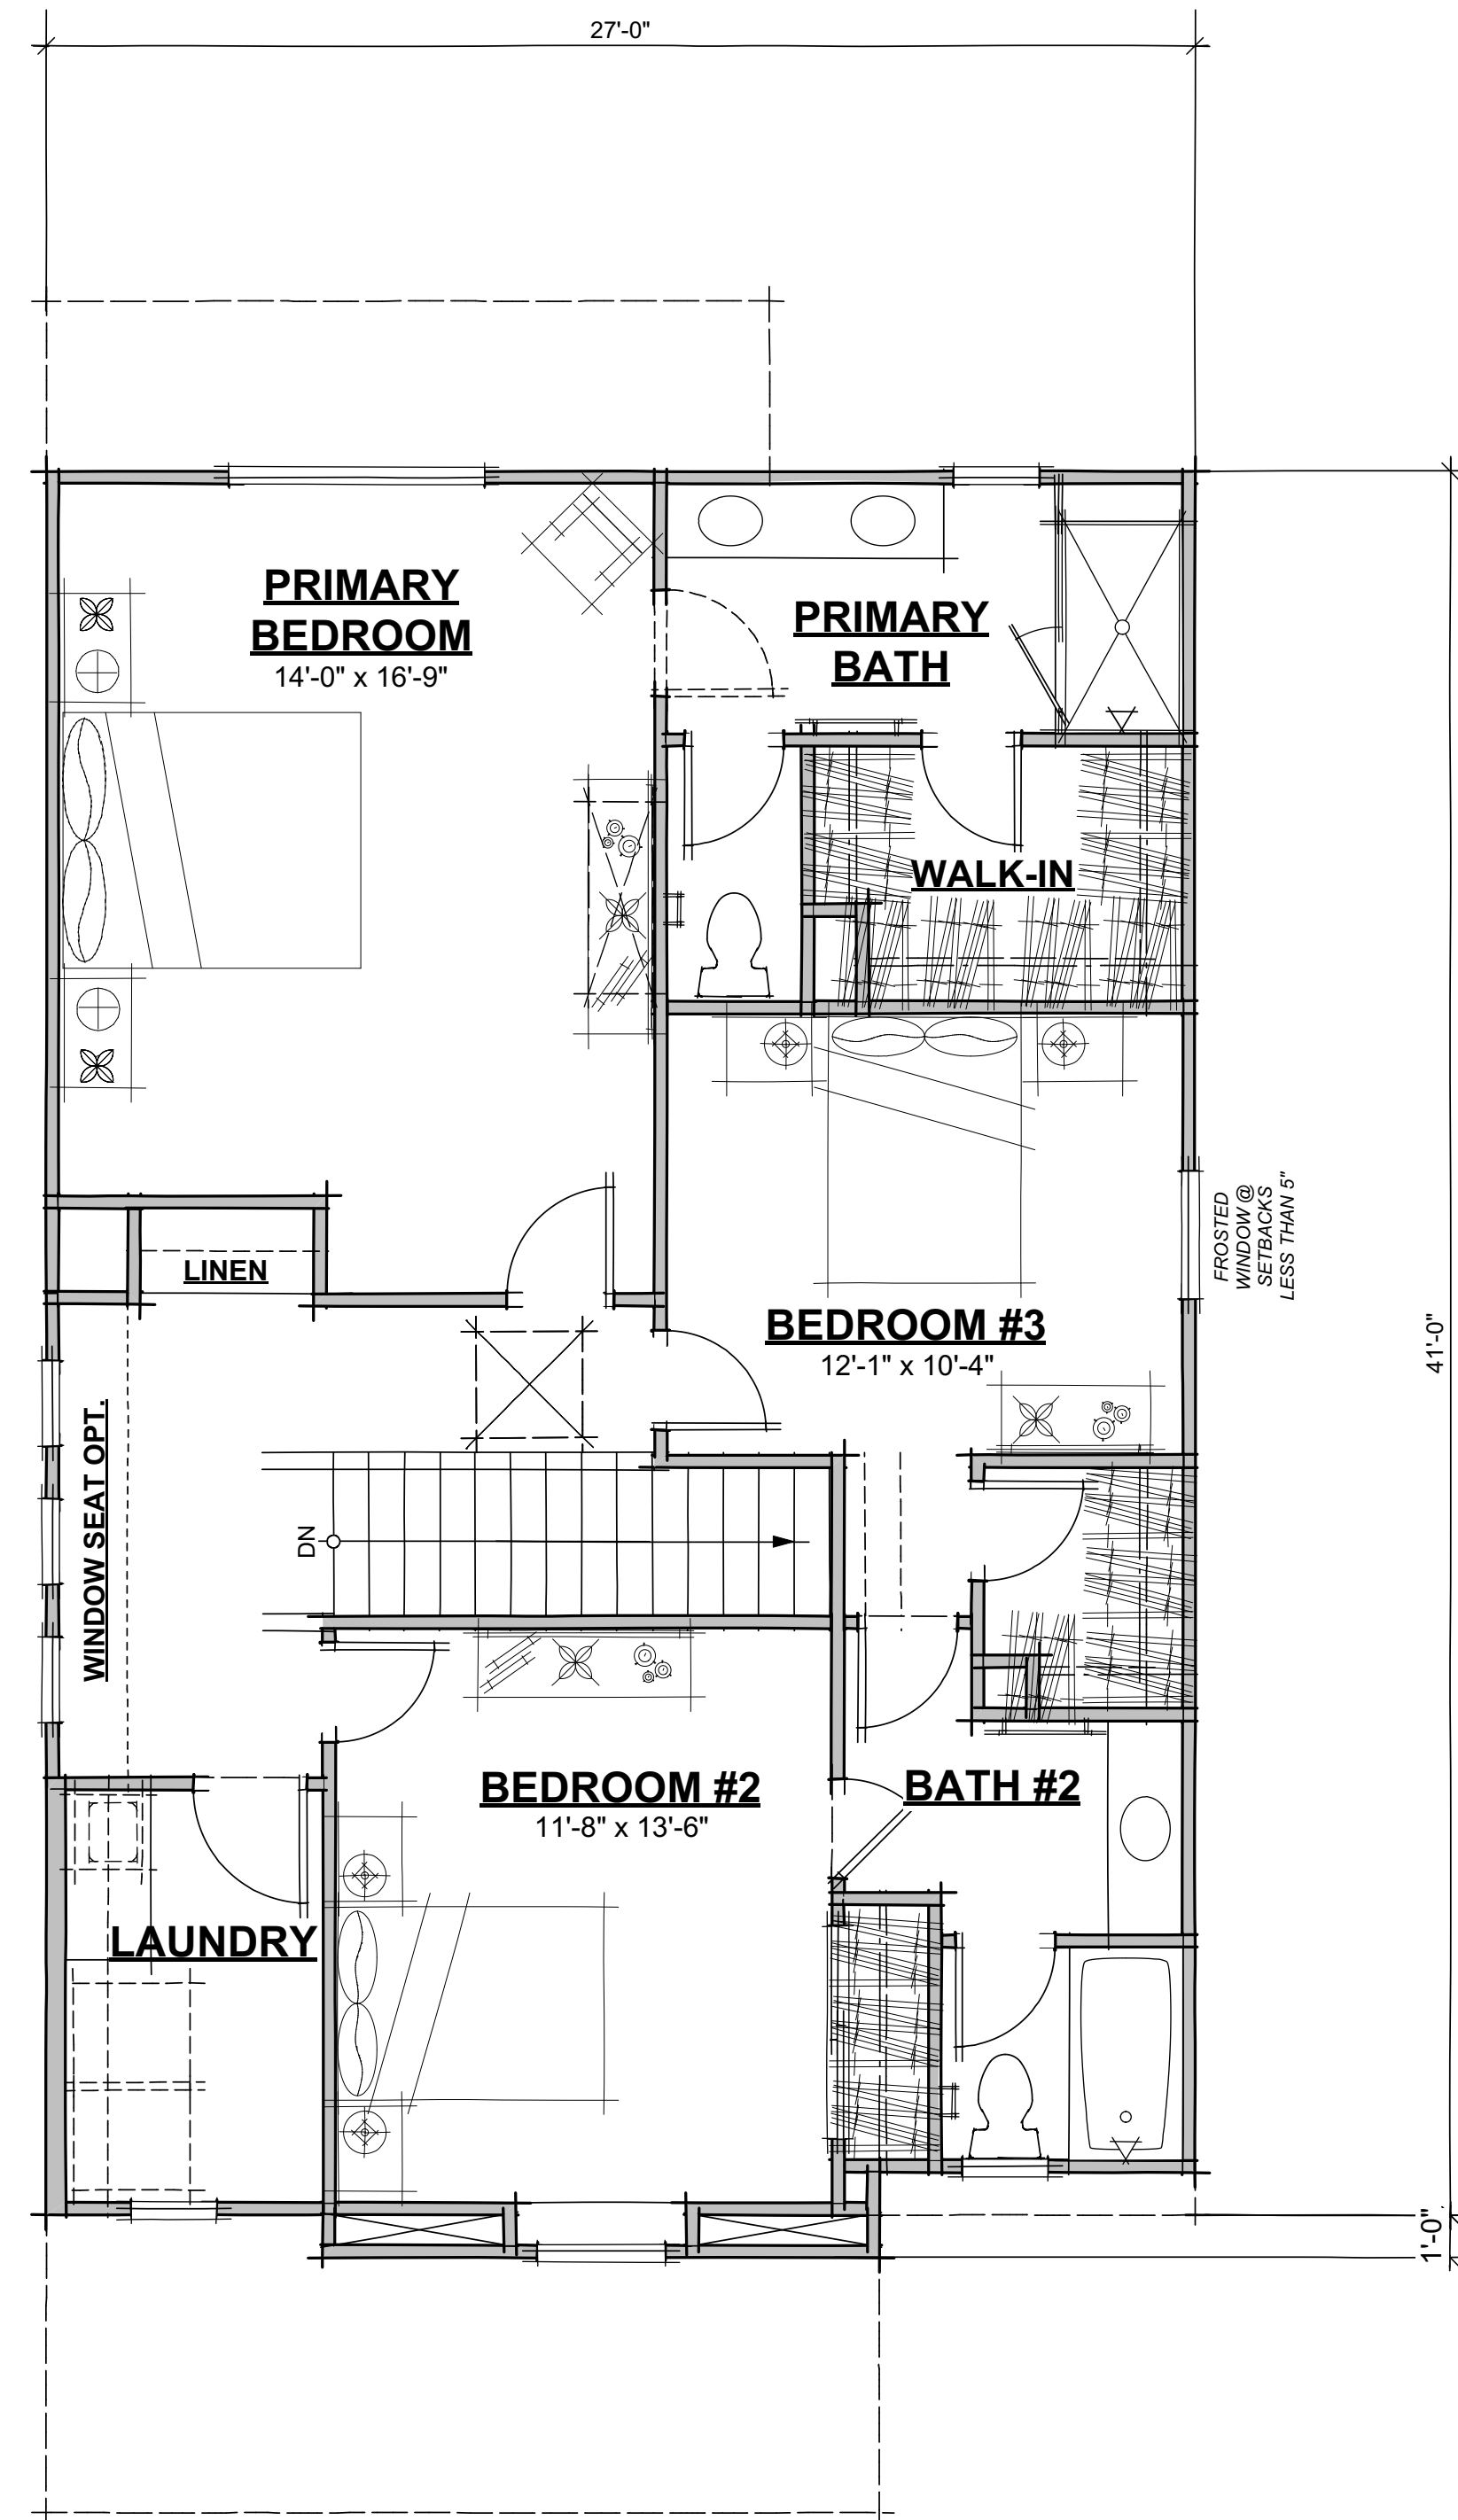 27'-0"
PRIMARY
BEDROOM
14'-0" x 16'-9"
PRIMARY
BATH
WALK-IN
FROSTED
WINDOW @
SETBACKS
LESS THAN 5"
LINEN
BEDROOM #3
12'-1" x 10'-4"
41'-0"
WINDOW SEAT OPT.
DN
BEDROOM #2
11'-8" x 13'-6"
BATH #2
LAUNDRY
1'-0"